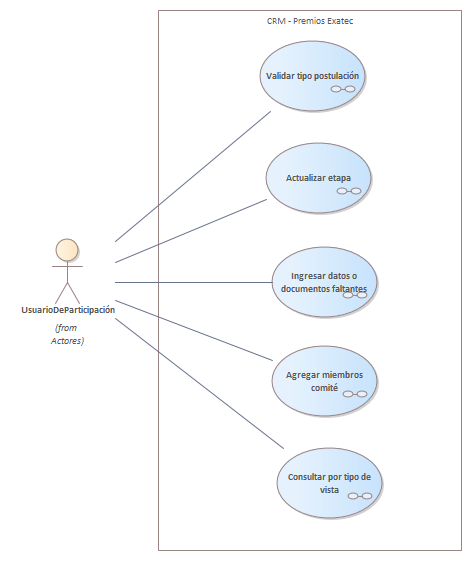 CRM - Premios Exatec
Validar tipo postulación
Actualizar etapa
Ingresar datos o
documentos faltantes
UsuarioDeParticipación
(from
Actores)
Agregar miembros
comité
Consultar por tipo de
vista